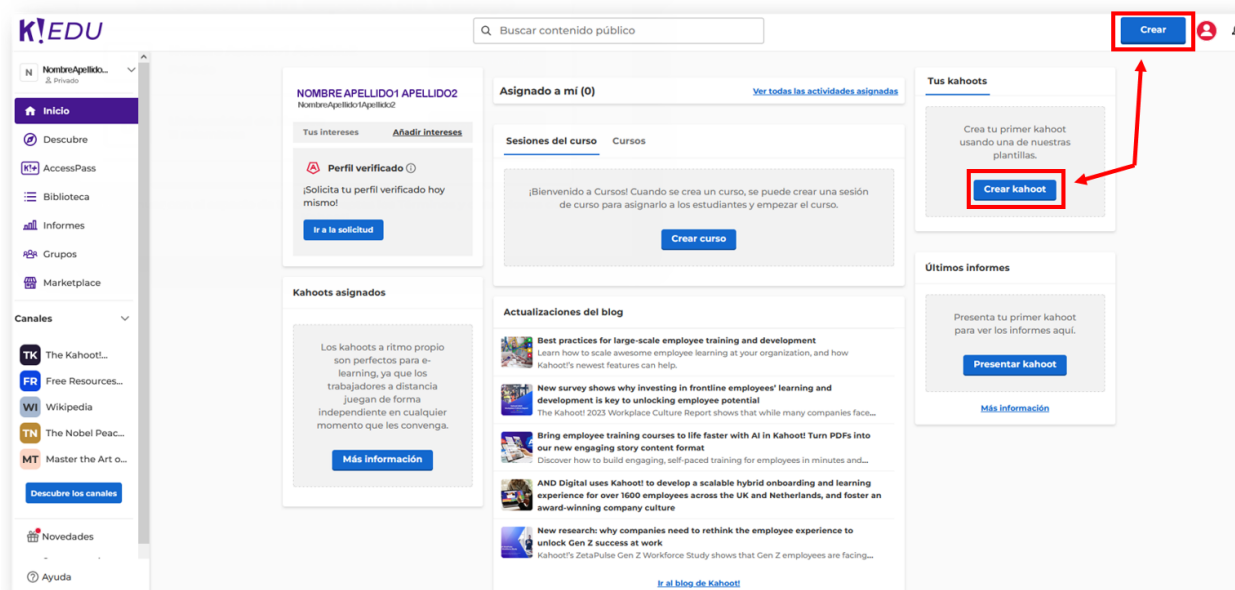 K!EDU
Buscar contenido público
Crear
N
NombreApellido...
Privado
Inicio
Descubre
K!+ AccessPass
Biblioteca
Informes
Grupos
Marketplace
Canales
TK The Kahoot!...
FR Free Resources...
WI Wikipedia
TN The Nobel Peac...
MT Master the Art o...
Descubre los canales
Novedades
Ayuda
NOMBRE APELLIDO1 APELLIDO2
NombreApellido1Apellido2
Tus intereses Añadir intereses
Perfil verificado
¡Solicita tu perfil verificado hoy
mismo!
Ir a la solicitud
Kahoots asignados
Los kahoots a ritmo propio
son perfectos para e-
learning, ya que los
trabajadores a distancia
juegan de forma
independiente en cualquier
momento que les convenga.
Más información
Asignado a mí (0) Ver todas las actividades asignadas
Sesiones del curso Cursos
¡Bienvenido a Cursos! Cuando se crea un curso, se puede crear una sesión
de curso para asignarlo a los estudiantes y empezar el curso.
Crear curso
Actualizaciones del blog
Best practices for large-scale employee training and development
Learn how to scale awesome employee learning at your organization, and how
Kahoot!'s newest features can help.
New survey shows why investing in frontline employees' learning and
development is key to unlocking employee potential
The Kahoot! 2023 Workplace Culture Report shows that while many companies face...
Bring employee training courses to life faster with AI in Kahoot! Turn PDFs into
our new engaging story content format
Discover how to build engaging, self-paced training for employees in minutes and...
AND Digital uses Kahoot! to develop a scalable hybrid onboarding and learning
experience for over 1600 employees across the UK and Netherlands, and foster an
award-winning company culture
New research: why companies need to rethink the employee experience to
unlock Gen Z success at work
Kahoot!'s ZetaPulse Gen Z Workforce Study shows that Gen Z employees are facing...
Ir al blog de Kahoot!
Tus kahoots
Crea tu primer kahoot
usando una de nuestras
plantillas.
Crear kahoot
Últimos informes
Presenta tu primer kahoot
para ver los informes aquí.
Presentar kahoot
Más información